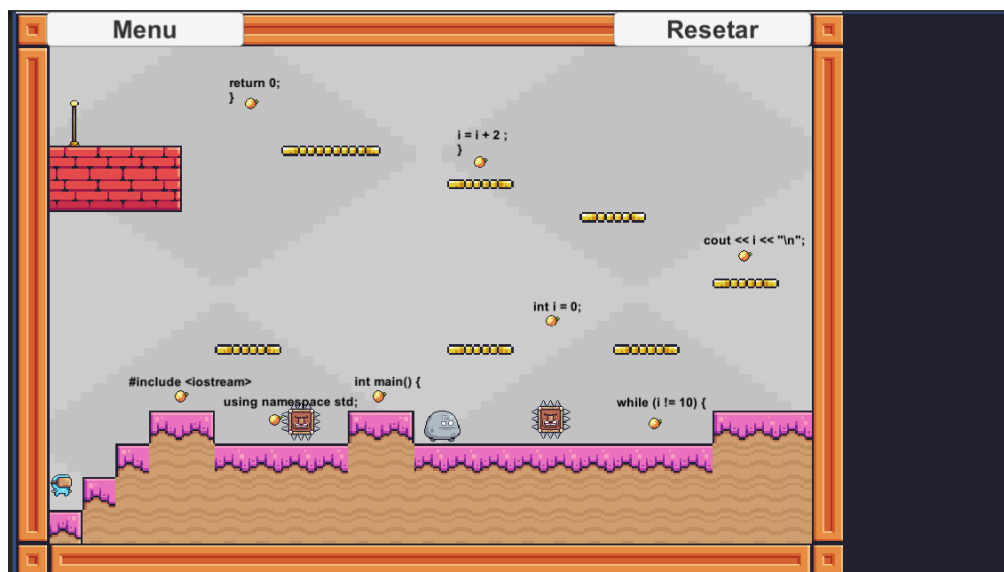 Menu
Resetar
return 0;
}
i = i + 2 ;
}
cout << i << "\n";
int i = 0;
#include <iostream>
int main() {
using namespace std;
while (i != 10) {